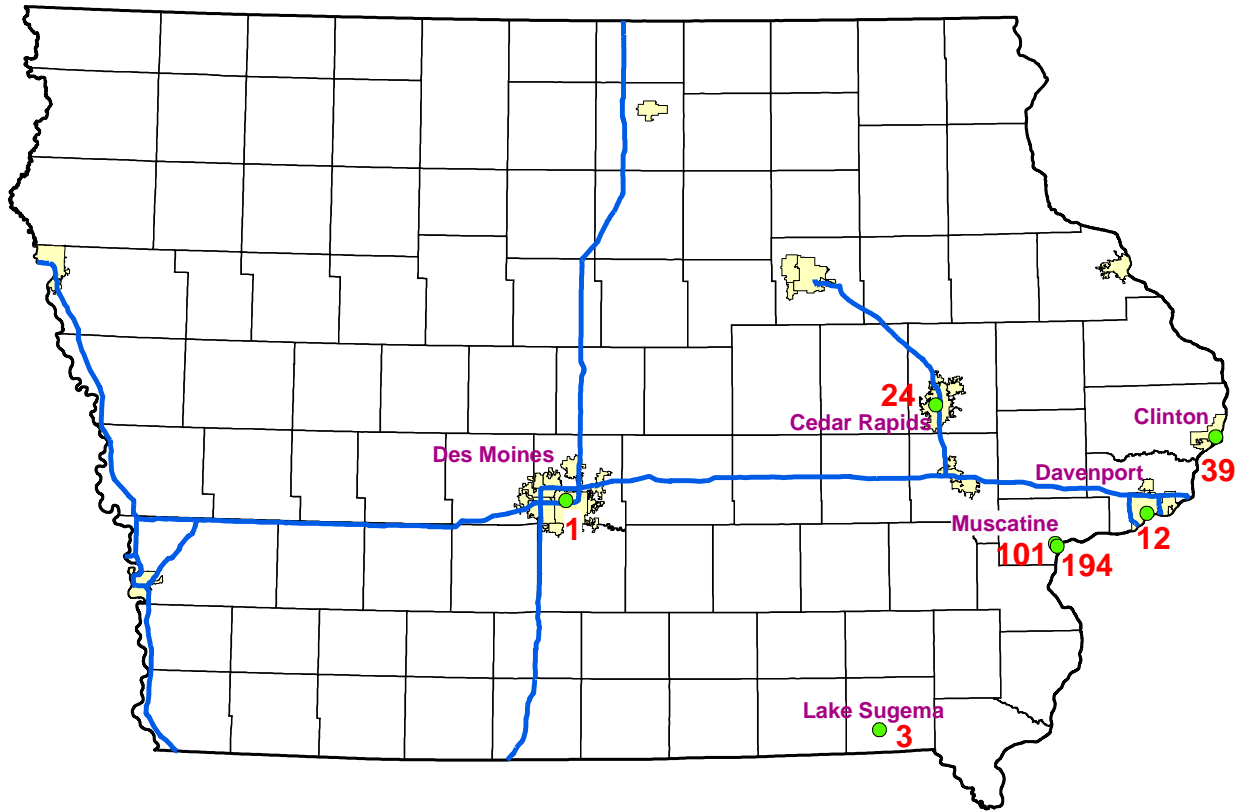 24
Cedar Rapids
Clinton
39
Des Moines
1
Davenport
12
Muscatine
101
194
Lake Sugema
3